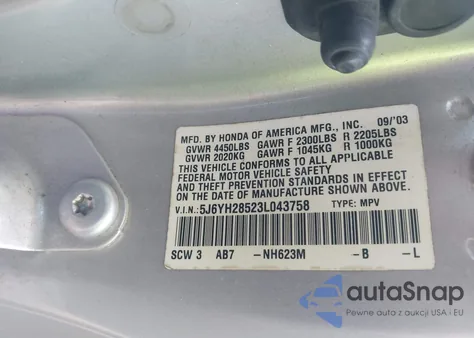 MFD. BY HONDA OF AMERICA MFG., INC. 09/'03
GVWR 4450LBS GAWR F 2300LBS R 2205LBS
GVWR 2020KG GAWR F 1045KG R 1000KG
THIS VEHICLE CONFORMS TO ALL APPLICABLE
FEDERAL MOTOR VEHICLE SAFETY
AND THEFT PREVENTION STANDARDS IN EFFECT
ON THE DATE OF MANUFACTURE SHOWN ABOVE.
V.I.N.: 5J6YH28523L043758 TYPE: MPV
SCW 3 AB7 -NH623M -B -L
autoSnap
Pewne auta z aukcji USA i EU